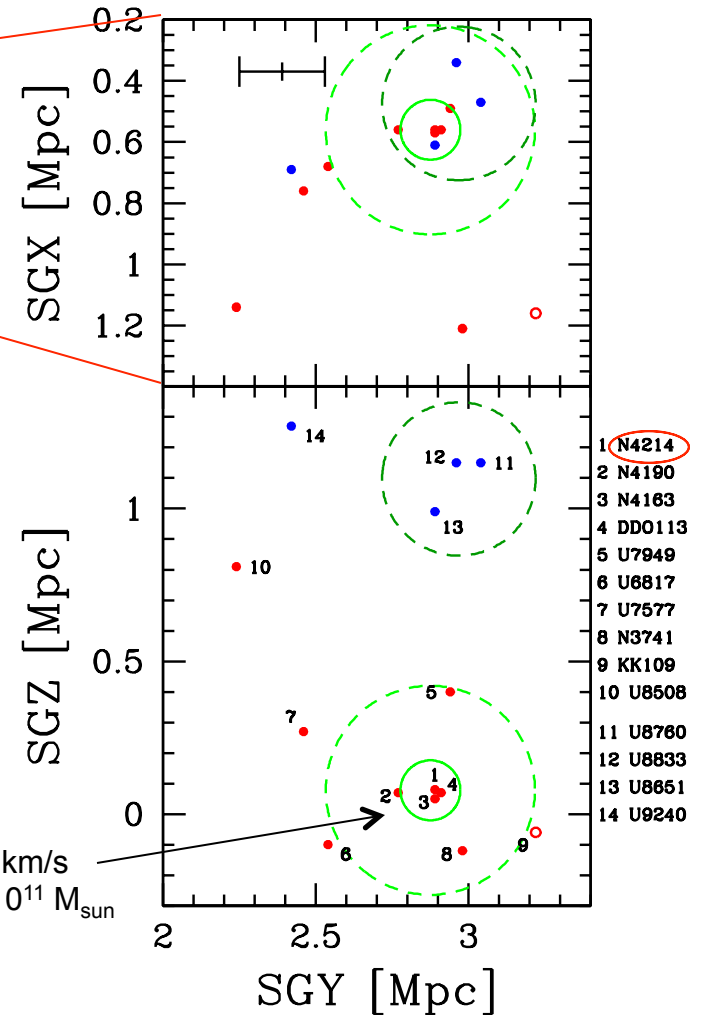 0.2
0.4
0.6
0.8
1
1.2
SGX [Mpc]
14
12
11
13
10
5
7
1
2
4
3
6
8
9
1
0.5
0
SGZ [Mpc]
2
2.5
3
SGY [Mpc]
1 N4214
2 N4190
3 N4163
4 DDO113
5 U7949
6 U6817
7 U7577
8 N3741
9 KK109
10 U8508
11 U8760
12 U8833
13 U8651
14 U9240
km/s
0¹¹ Msun